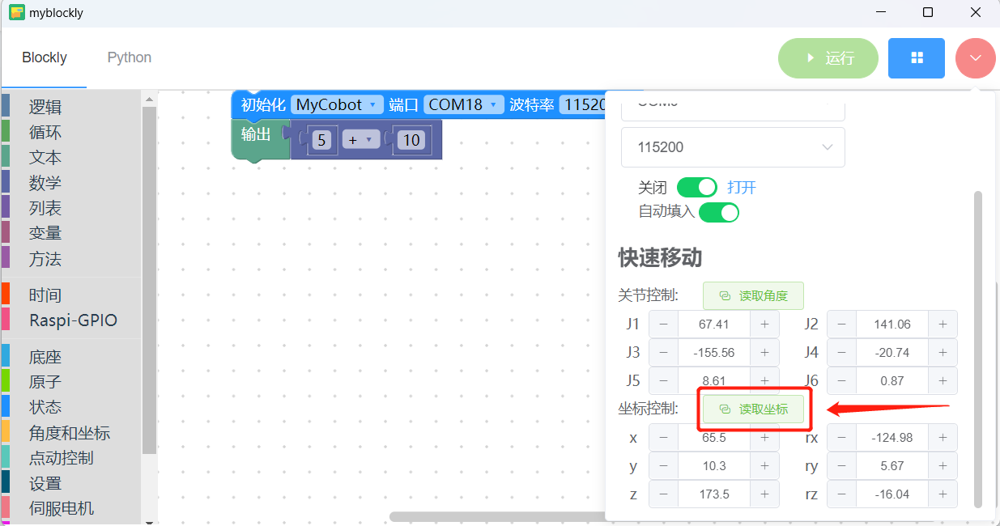 myblockly
Blockly Python
运行
逻辑
循环
文本
数学
列表
变量
方法
时间
Raspi-GPIO
底座
原子
状态
角度和坐标
点动控制
设置
伺服电机
初始化 MyCobot 端口 COM18 波特率
输出 5 + 10
115200
关闭 打开
自动填入
快速移动
关节控制: 读取角度
J1 − 67.41 + J2 − 141.06 +
J3 − -155.56 + J4 − -20.74 +
J5 − 8.61 + J6 − 0.87 +
坐标控制: 读取坐标
x − 65.5 + rx − -124.98 +
y − 10.3 + ry − 5.67 +
z − 173.5 + rz − -16.04 +